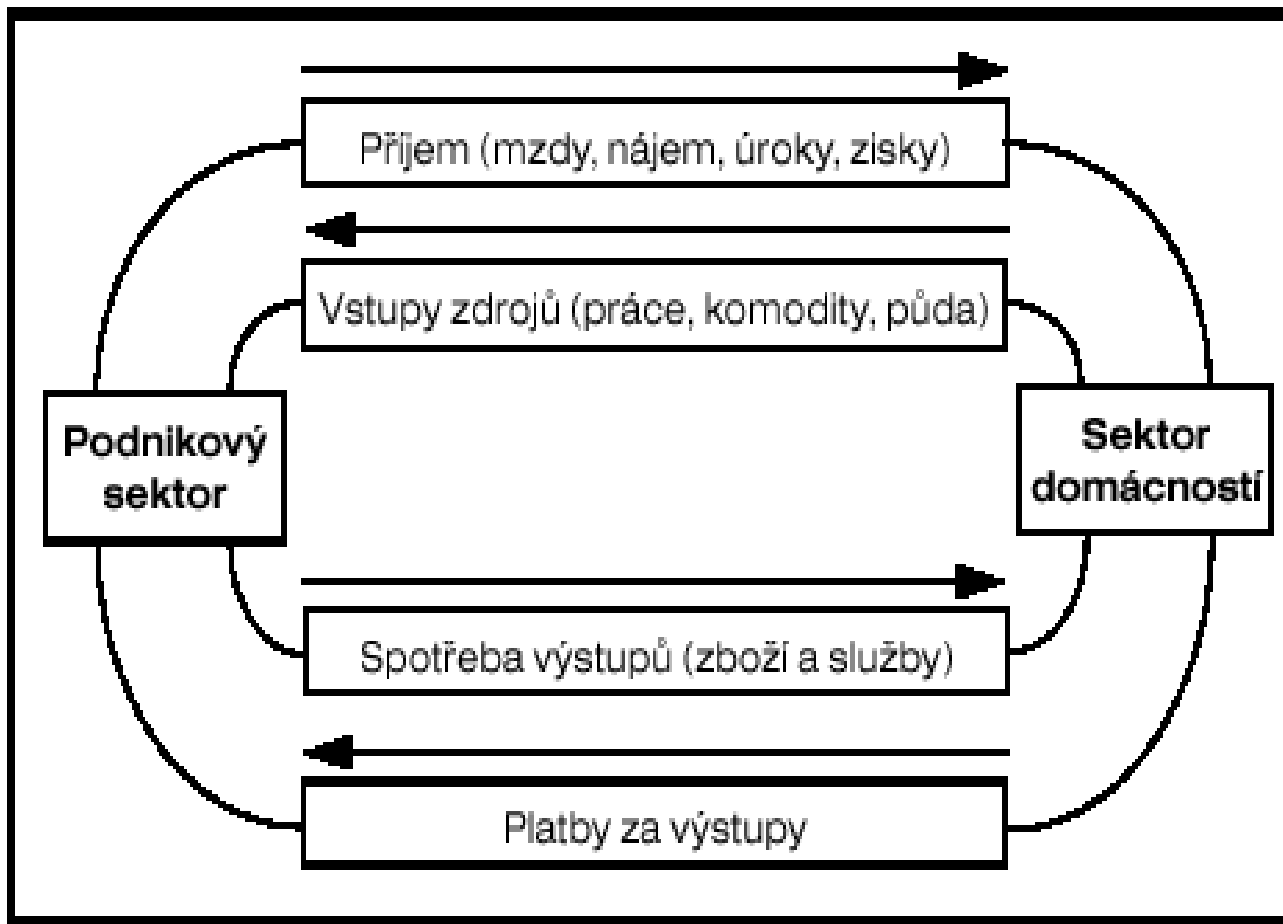 Příjem (mzdy, nájem, úroky, zisky)
Vstupy zdrojů (práce, komodity, půda)
Podnikový
sektor
Sektor
domácností
Spotřeba výstupů (zboží a služby)
Platby za výstupy